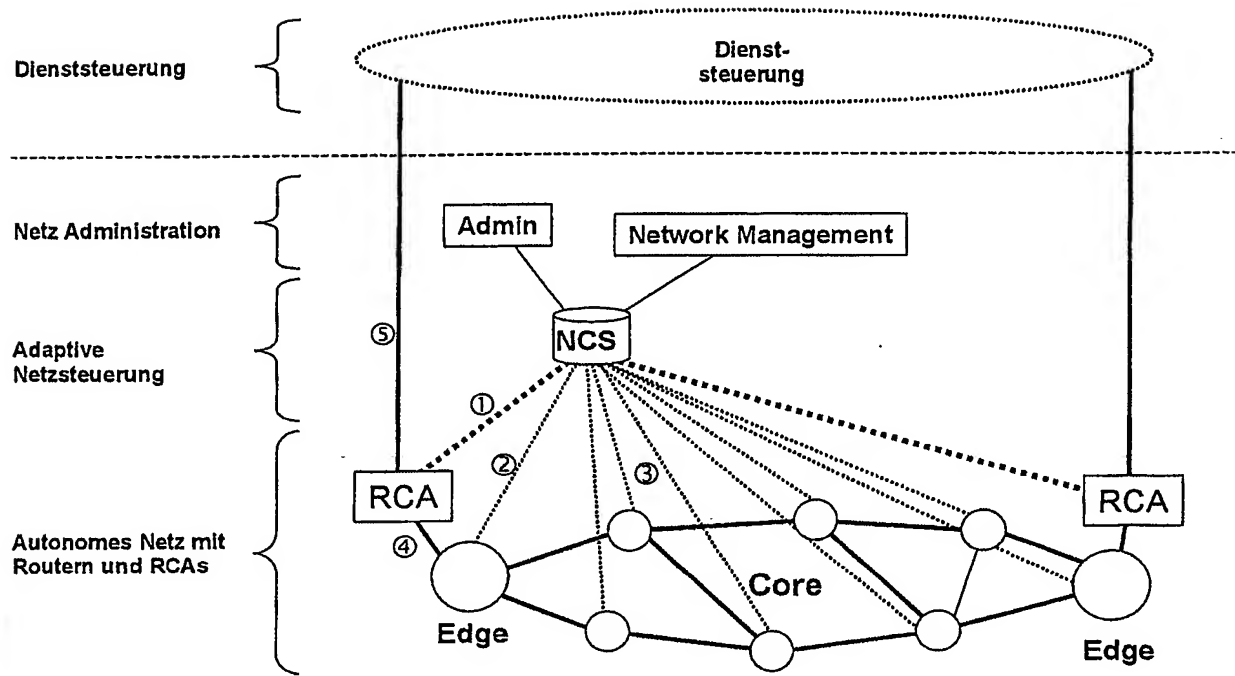 Dienststeuerung
Dienst-
steuerung
Netz Administration
Admin
Network Management
⑤
NCS
Adaptive
Netzsteuerung
①
②
③
RCA
RCA
④
Autonomes Netz mit
Routern und RCAs
Core
Edge
Edge